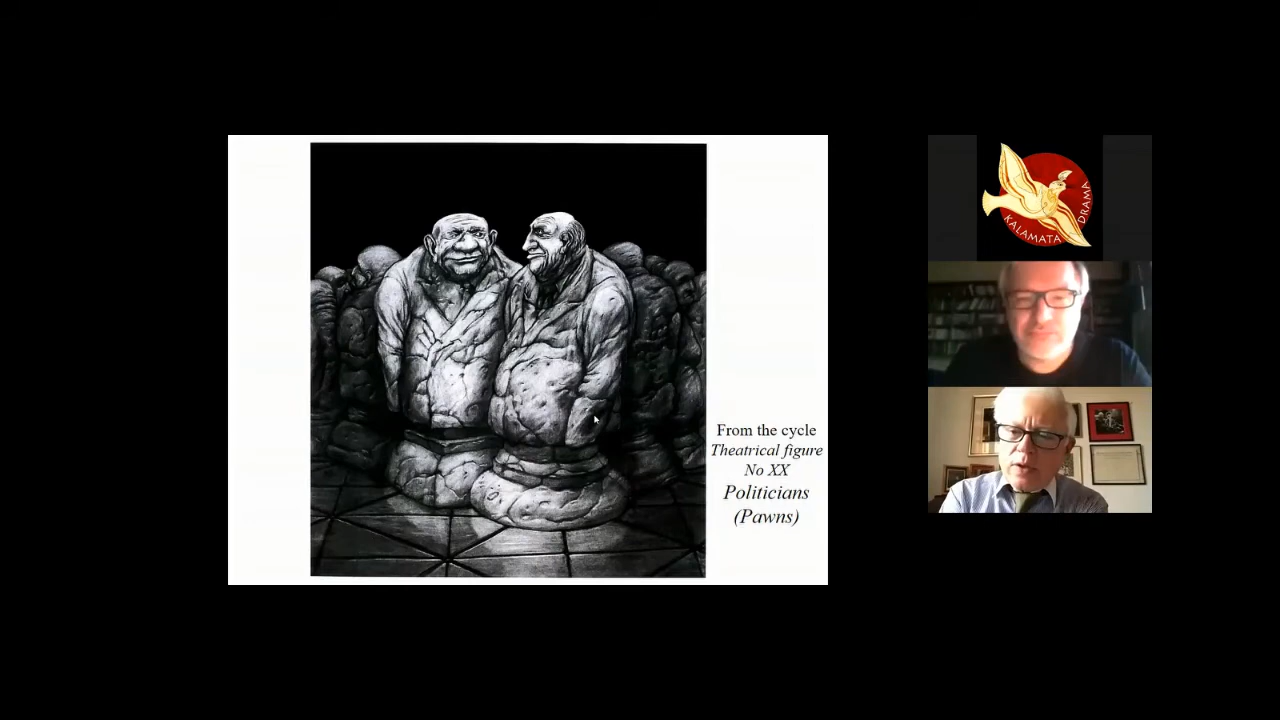 From the cycle
Theatrical figure
No XX
Politicians
(Pawns)
KALAMATA DRAMA